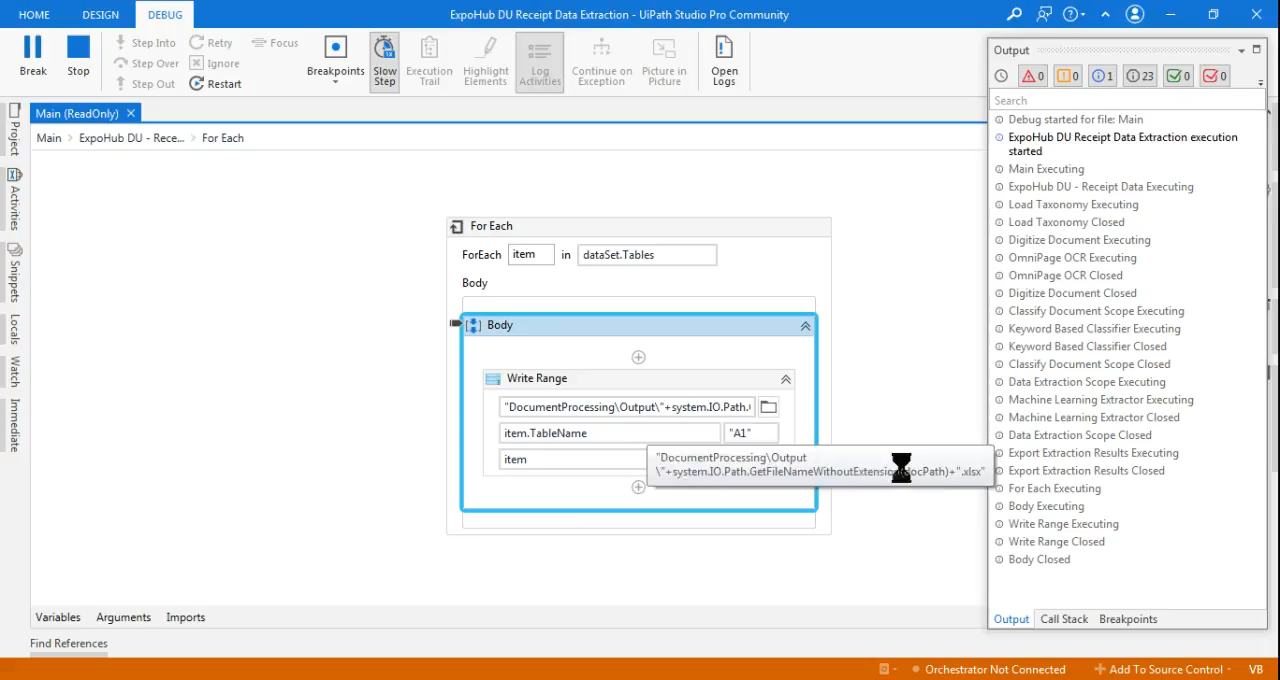 HOME DESIGN DEBUG ExpoHub DU Receipt Data Extraction - UiPath Studio Pro Community
Break
Stop
Step Into
Step Over
Step Out
Retry
Ignore
Restart
Focus
Breakpoints
Slow
Step
Execution
Trail
Highlight
Elements
Log
Activities
Continue on
Exception
Picture in
Picture
Open
Logs
Main (ReadOnly)
Main > ExpoHub DU - Rece... > For Each
Project
Activities
Snippets
Locals
Watch
Immediate
For Each
ForEach item in dataSet.Tables
Body
Body
Write Range
"DocumentProcessing\Output\"+system.IO.Path.
item.TableName "A1"
item
"DocumentProcessing\Output
\"+system.IO.Path.GetFileNameWithoutExtension(docPath)+".xlsx"
Output
0 0 1 23 0 0
Search
Debug started for file: Main
ExpoHub DU Receipt Data Extraction execution
started
Main Executing
ExpoHub DU - Receipt Data Executing
Load Taxonomy Executing
Load Taxonomy Closed
Digitize Document Executing
OmniPage OCR Executing
OmniPage OCR Closed
Digitize Document Closed
Classify Document Scope Executing
Keyword Based Classifier Executing
Keyword Based Classifier Closed
Classify Document Scope Closed
Data Extraction Scope Executing
Machine Learning Extractor Executing
Machine Learning Extractor Closed
Data Extraction Scope Closed
Export Extraction Results Executing
Export Extraction Results Closed
For Each Executing
Body Executing
Write Range Executing
Write Range Closed
Body Closed
Output Call Stack Breakpoints
Variables Arguments Imports
Find References
Orchestrator Not Connected Add To Source Control VB